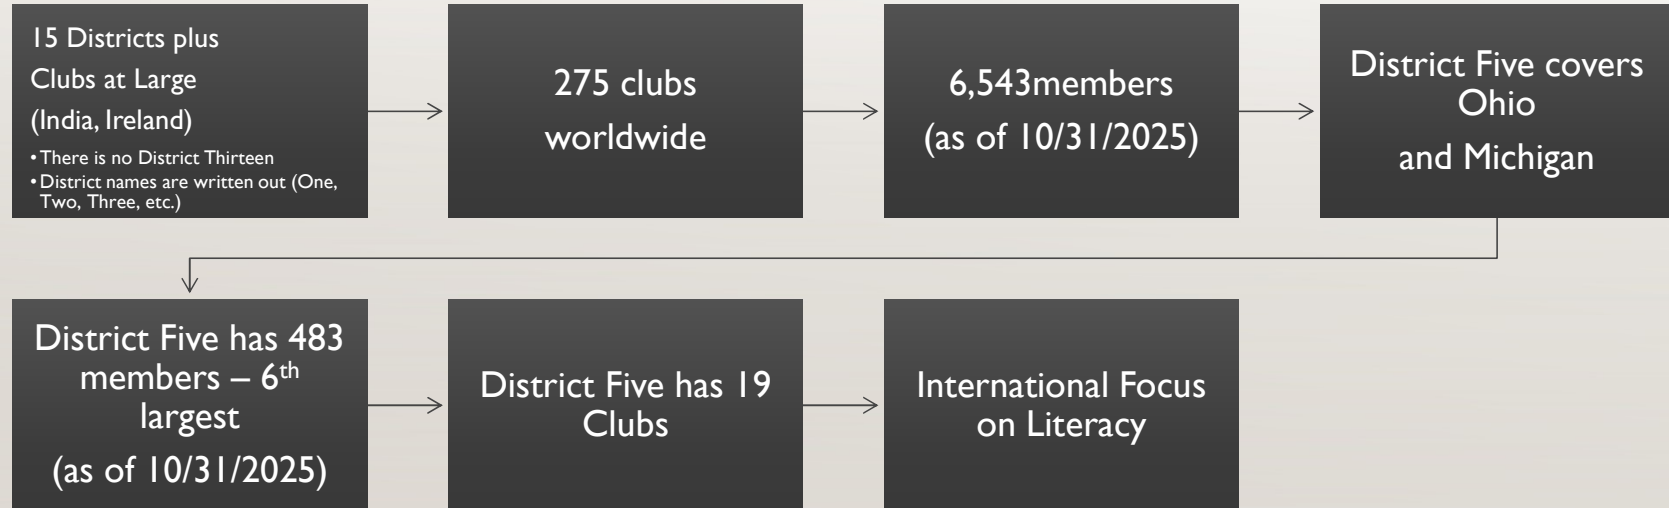 15 Districts plus
Clubs at Large
(India, Ireland)
• There is no District Thirteen
• District names are written out (One,
Two, Three, etc.)
275 clubs
worldwide
6,543members
(as of 10/31/2025)
District Five covers
Ohio
and Michigan
District Five has 483
members – 6th
largest
(as of 10/31/2025)
District Five has 19
Clubs
International Focus
on Literacy